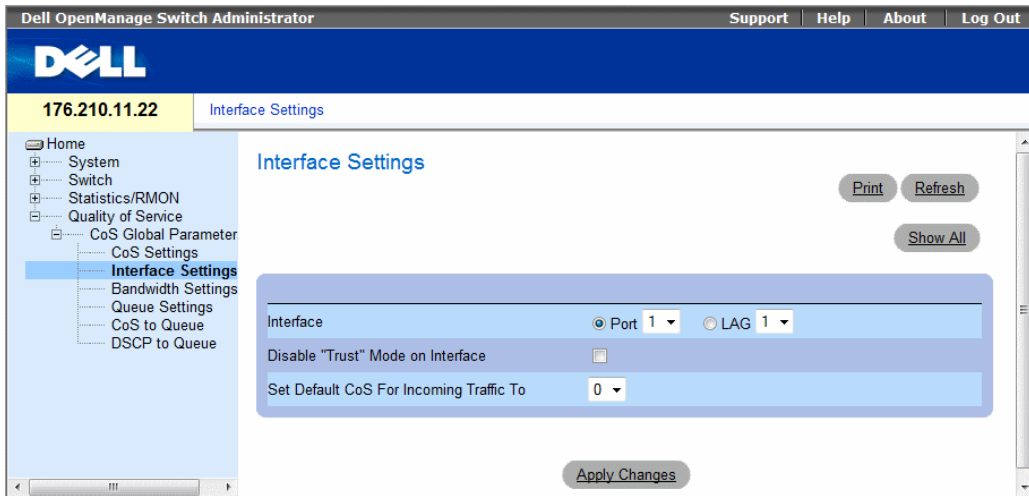 Dell OpenManage Switch Administrator Support Help About Log Out
DELL
176.210.11.22 Interface Settings
Home
System
Switch
Statistics/RMON
Quality of Service
CoS Global Parameter
CoS Settings
Interface Settings
Bandwidth Settings
Queue Settings
CoS to Queue
DSCP to Queue
Interface Settings
Print Refresh
Show All
Interface Port 1 LAG 1
Disable "Trust" Mode on Interface
Set Default CoS For Incoming Traffic To 0
Apply Changes